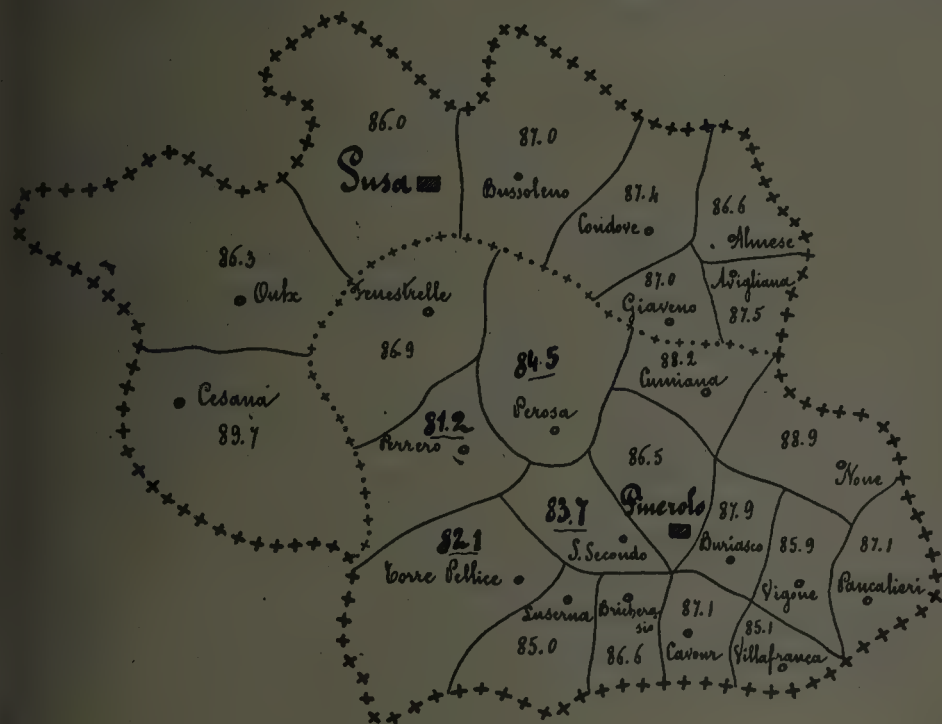 86.0
Susa
87.0
Bussoleno
87.4
Condove
86.6
Almese
86.3
Oulx
Fenestrelle
86.9
87.0
Giaveno
Avigliana
87.5
84.5
Perosa
88.2
Cumiana
Cesana
89.7
81.2
Perrero
86.5
Pinerolo
88.9
None
83.7
S. Secondo
87.9
Buriasco
85.9
Vigone
87.1
Pancalieri
82.1
Torre Pellice
Luserna
85.0
Brichera
sio
86.6
87.1
Cavour
85.1
Villafranca